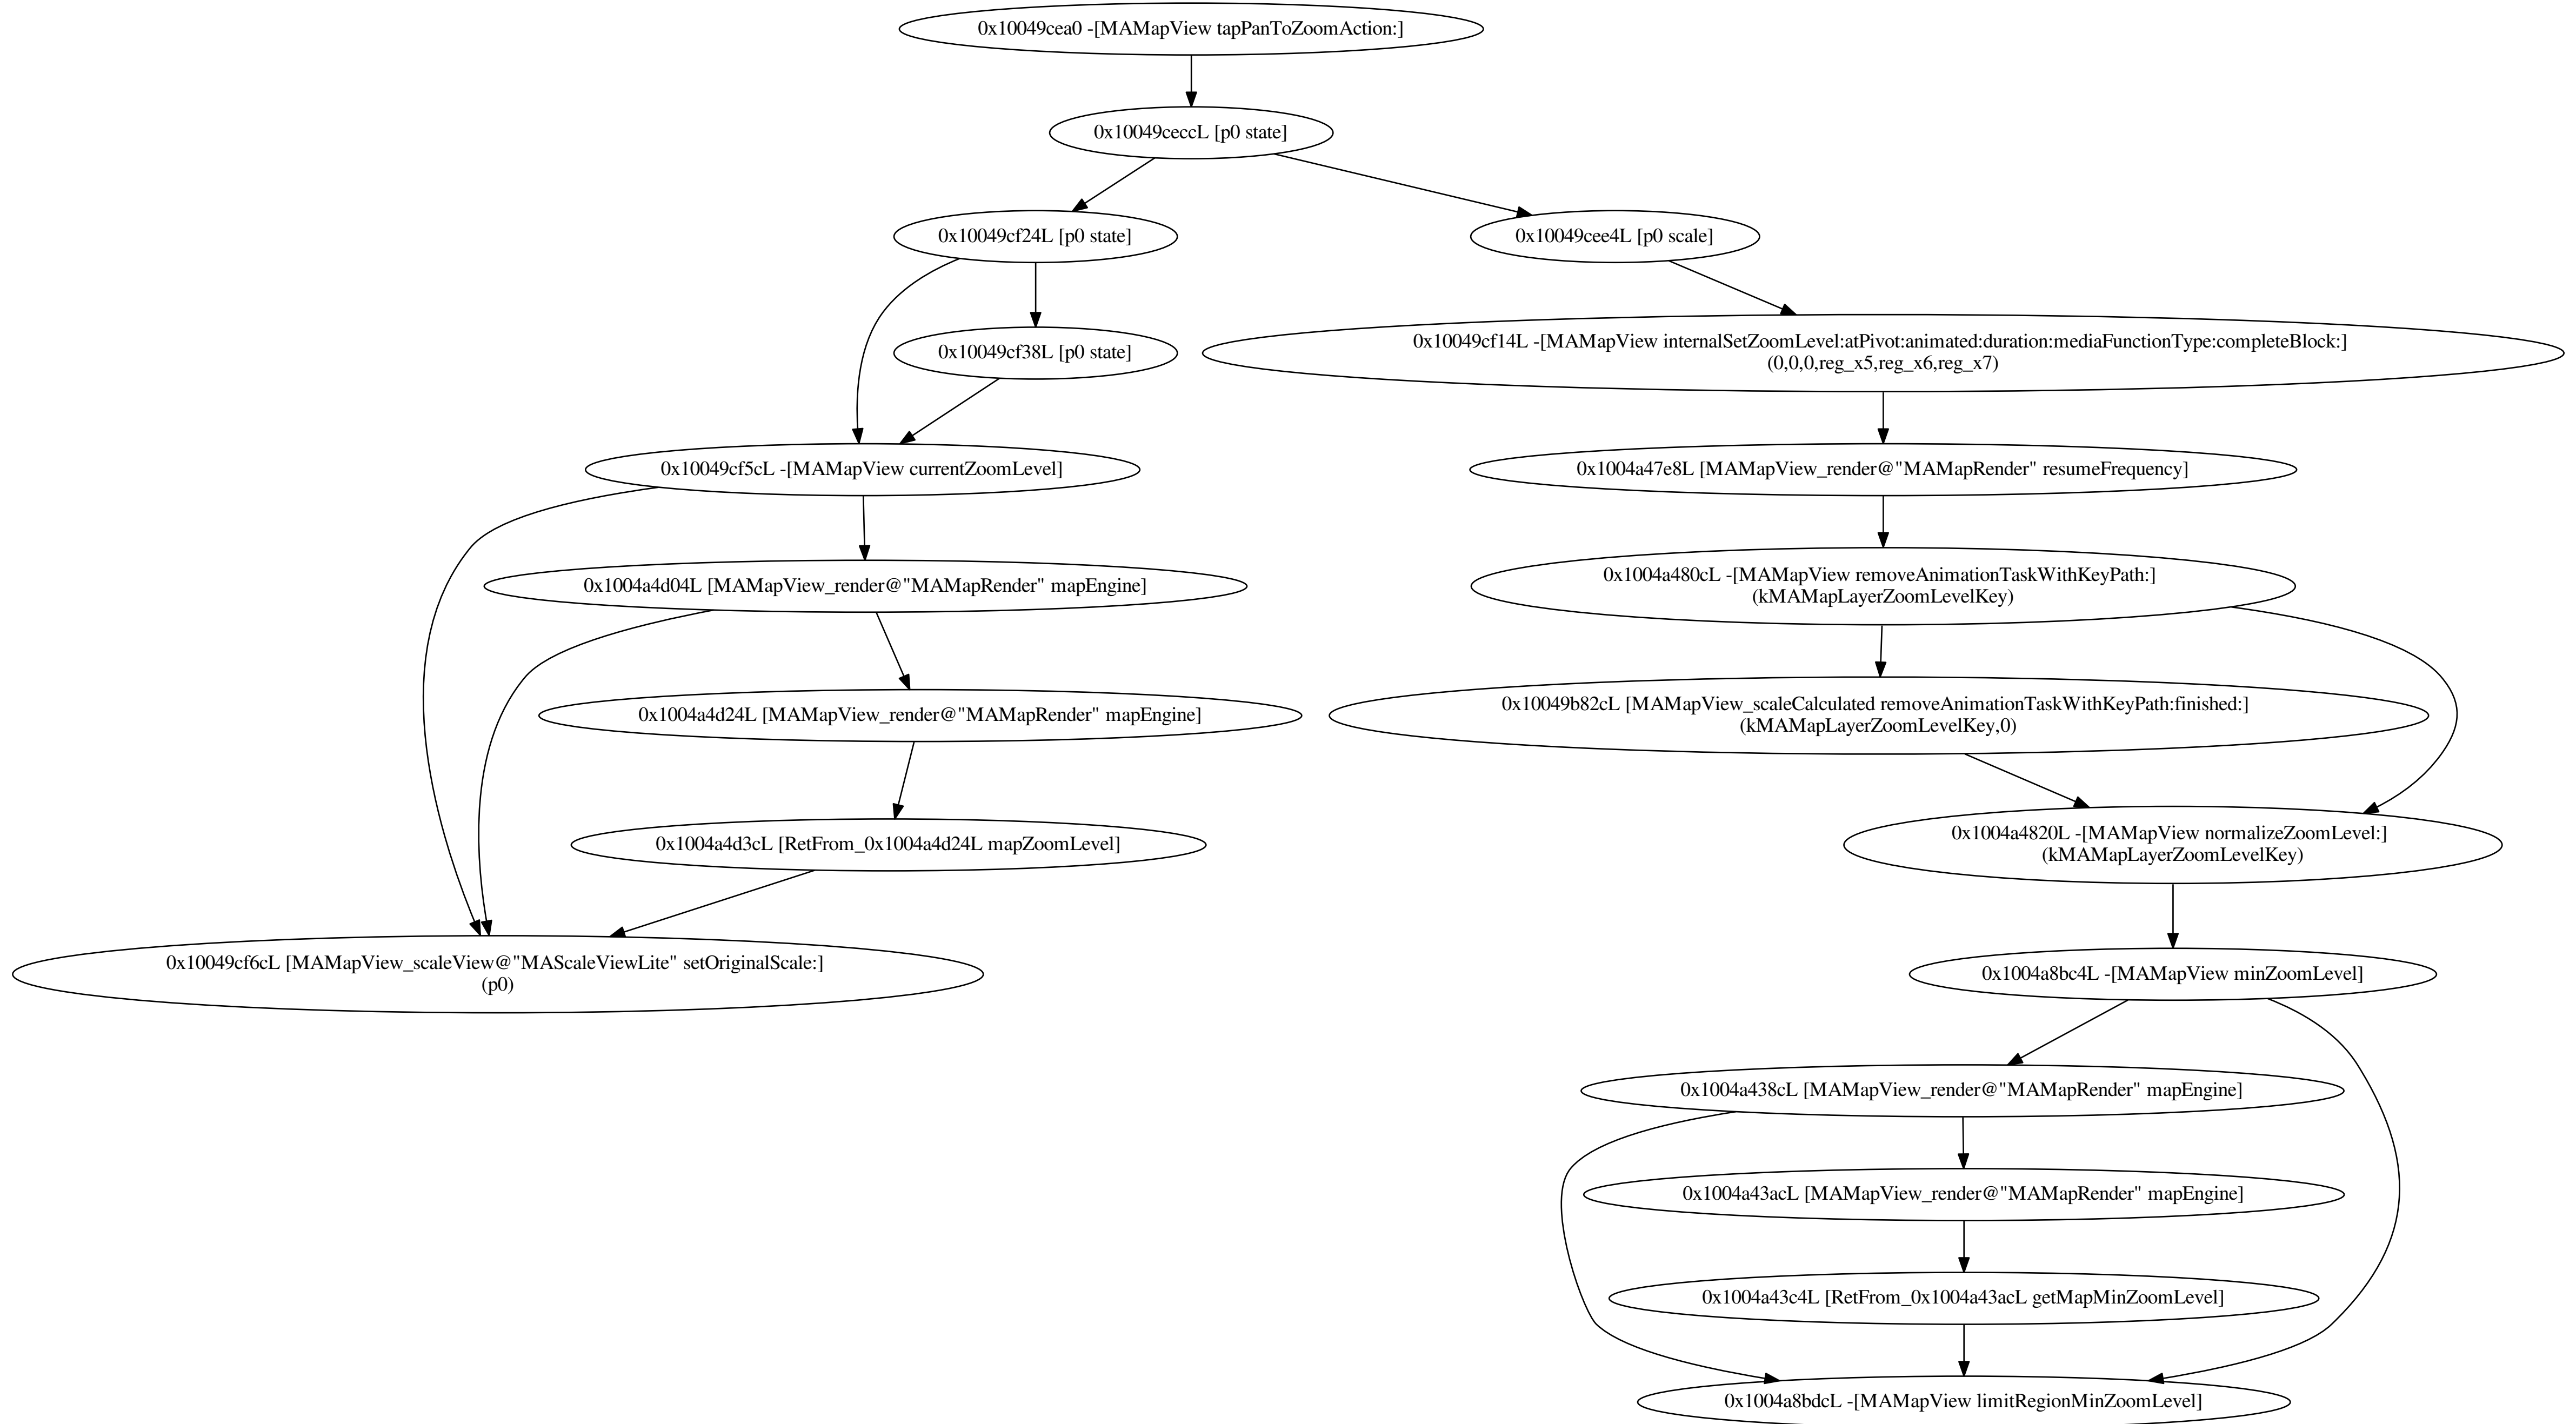 0x10049cea0 -[MAMapView tapPanToZoomAction:]
0x10049ceccL [p0 state]
0x10049cf24L [p0 state]
0x10049cee4L [p0 scale]
0x10049cf38L [p0 state]
0x10049cf14L -[MAMapView internalSetZoomLevel:atPivot:animated:duration:mediaFunctionType:completeBlock:]
(0,0,0,reg_x5,reg_x6,reg_x7)
0x10049cf5cL -[MAMapView currentZoomLevel]
0x1004a47e8L [MAMapView_render@"MAMapRender" resumeFrequency]
0x1004a4d04L [MAMapView_render@"MAMapRender" mapEngine]
0x1004a480cL -[MAMapView removeAnimationTaskWithKeyPath:]
(kMAMapLayerZoomLevelKey)
0x1004a4d24L [MAMapView_render@"MAMapRender" mapEngine]
0x10049b82cL [MAMapView_scaleCalculated removeAnimationTaskWithKeyPath:finished:]
(kMAMapLayerZoomLevelKey,0)
0x1004a4d3cL [RetFrom_0x1004a4d24L mapZoomLevel]
0x1004a4820L -[MAMapView normalizeZoomLevel:]
(kMAMapLayerZoomLevelKey)
0x10049cf6cL [MAMapView_scaleView@"MAScaleViewLite" setOriginalScale:]
(p0)
0x1004a8bc4L -[MAMapView minZoomLevel]
0x1004a438cL [MAMapView_render@"MAMapRender" mapEngine]
0x1004a43acL [MAMapView_render@"MAMapRender" mapEngine]
0x1004a43c4L [RetFrom_0x1004a43acL getMapMinZoomLevel]
0x1004a8bdcL -[MAMapView limitRegionMinZoomLevel]